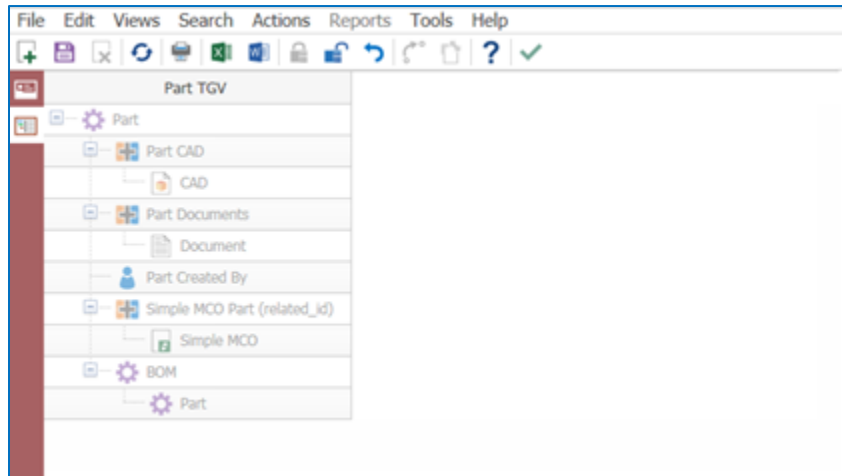 File Edit Views Search Actions Reports Tools Help
Part TGV
Part
Part CAD
CAD
Part Documents
Document
Part Created By
Simple MCO Part (related_id)
Simple MCO
BOM
Part